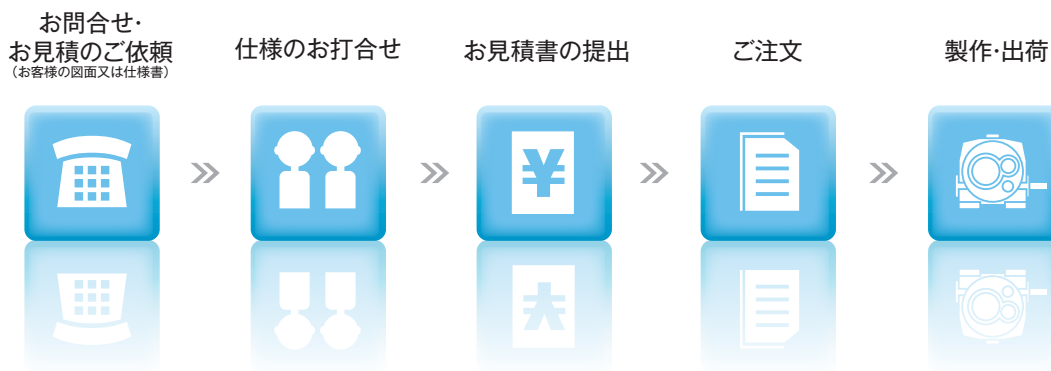 お問合せ・
お見積のご依頼
（お客様の図面又は仕様書）
仕様のお打合せ
お見積書の提出
ご注文
製作・出荷
¥